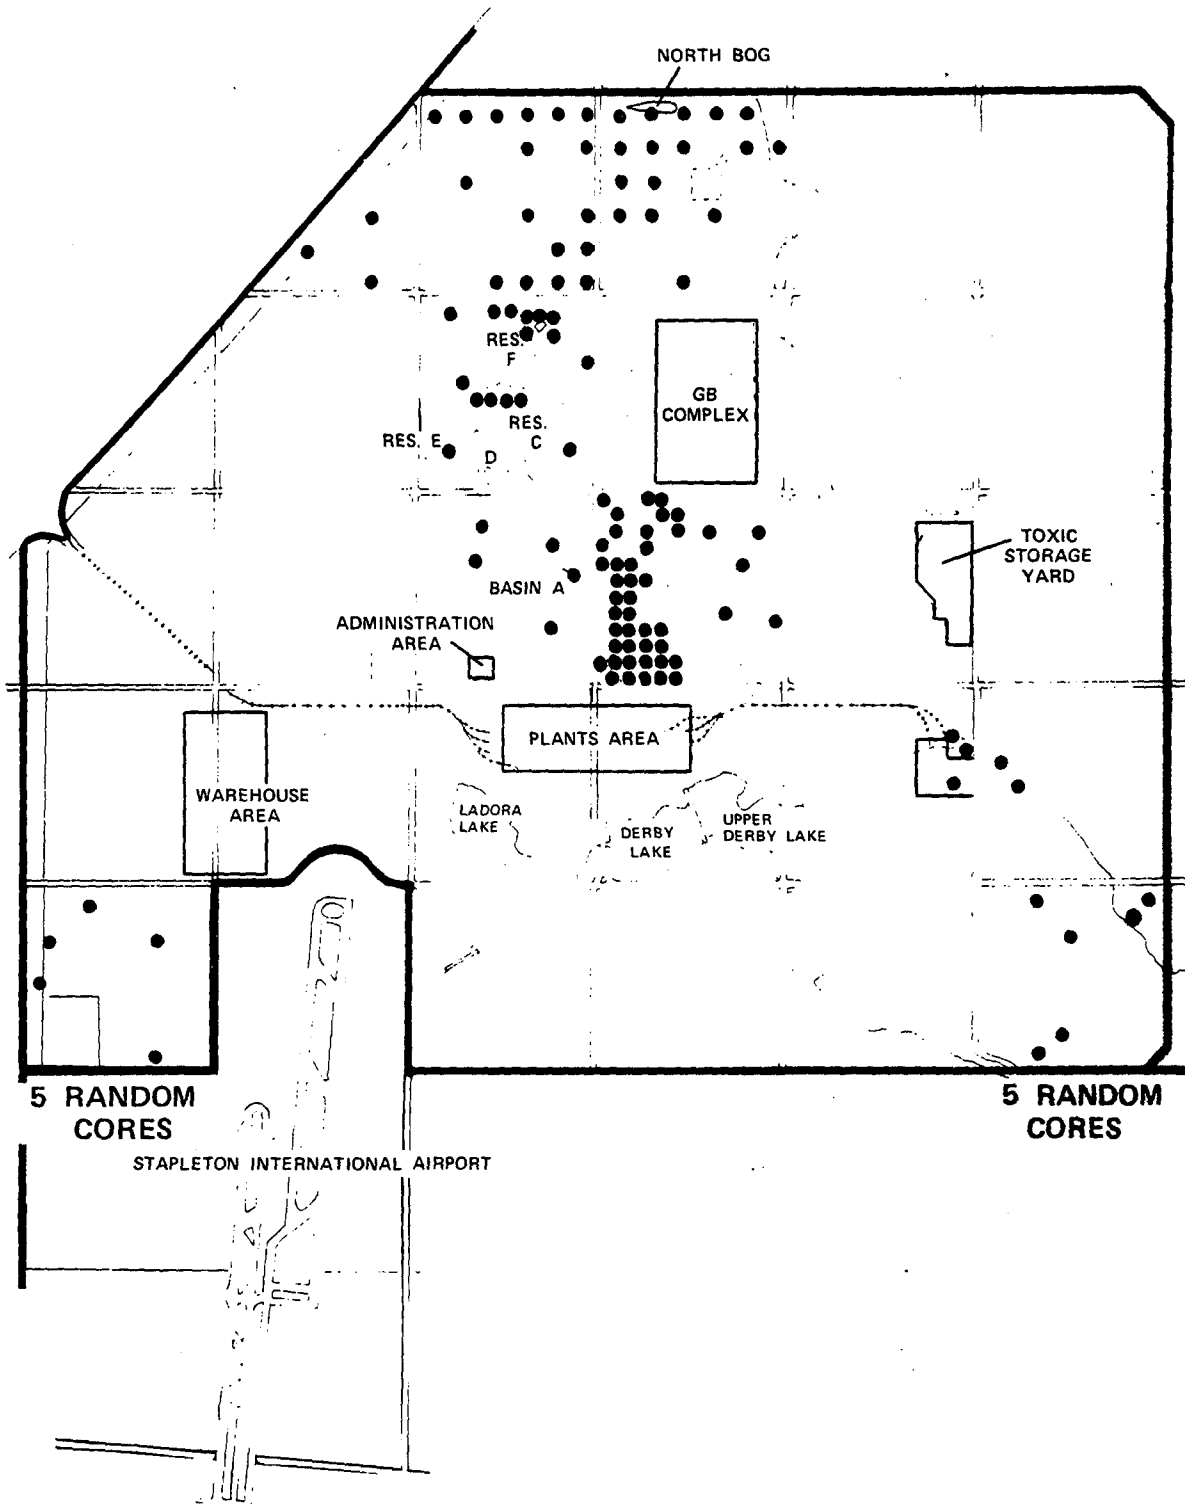 NORTH BOG
RES.
F
GB
COMPLEX
RES.
C
RES. E
D
TOXIC
STORAGE
YARD
BASIN A
ADMINISTRATION
AREA
PLANTS AREA
WAREHOUSE
AREA
LADORA
LAKE
DERBY
LAKE
UPPER
DERBY LAKE
5 RANDOM
CORES
5 RANDOM
CORES
STAPLETON INTERNATIONAL AIRPORT